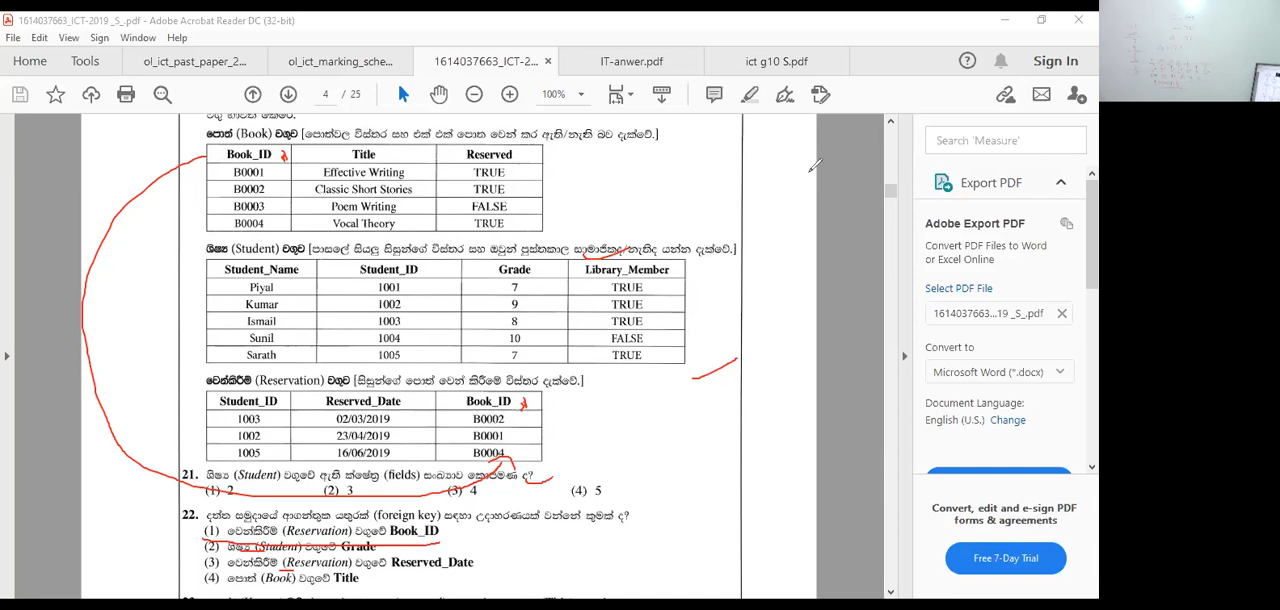 1614037663_ICT-2019 _S_.pdf - Adobe Acrobat Reader DC (32-bit)
File Edit View Sign Window Help
Home Tools ol_ict_past_paper_2... ol_ict_marking_sche... 1614037663_ICT-2... × IT-anwer.pdf ict g10 S.pdf Sign In
4 / 25 100%
පොත් (Book) වගුව [පොත්වල විස්තර සහ එක් එක් පොත වෙන් කර ඇති/නැති බව දැක්වේ.]
Book_ID Title Reserved
B0001 Effective Writing TRUE
B0002 Classic Short Stories TRUE
B0003 Poem Writing FALSE
B0004 Vocal Theory TRUE
ශිෂ්‍ය (Student) වගුව [පාසලේ සියලු සිසුන්ගේ විස්තර සහ ඔවුන් පුස්තකාල සාමාජිකද/නැතිද යන්න දැක්වේ.]
Student_Name Student_ID Grade Library_Member
Piyal 1001 7 TRUE
Kumar 1002 9 TRUE
Ismail 1003 8 TRUE
Sunil 1004 10 FALSE
Sarath 1005 7 TRUE
වෙන්කිරීම් (Reservation) වගුව [සිසුන්ගේ පොත් වෙන් කිරීමේ විස්තර දැක්වේ.]
Student_ID Reserved_Date Book_ID
1003 02/03/2019 B0002
1002 23/04/2019 B0001
1005 16/06/2019 B0004
21. ශිෂ්‍ය (Student) වගුවේ ඇති ක්ෂේත්‍ර (fields) සංඛ්‍යාව කොපමණ ද?
(1) 2 (2) 3 (3) 4 (4) 5
22. දත්ත සමුදායේ ආගන්තුක යතුරක් (foreign key) සඳහා උදාහරණයක් වන්නේ කුමක් ද?
(1) වෙන්කිරීම් (Reservation) වගුවේ Book_ID
(2) ශිෂ්‍ය (Student) වගුවේ Grade
(3) වෙන්කිරීම් (Reservation) වගුවේ Reserved_Date
(4) පොත් (Book) වගුවේ Title
Search 'Measure'
Export PDF
Adobe Export PDF
Convert PDF Files to Word
or Excel Online
Select PDF File
1614037663...19 _S_.pdf ×
Convert to
Microsoft Word (*.docx)
Document Language:
English (U.S.) Change
Convert, edit and e-sign PDF
forms & agreements
Free 7-Day Trial